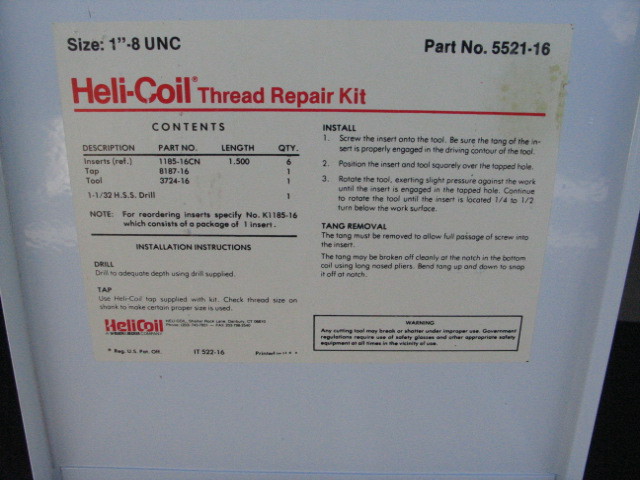 Size: 1"-8 UNC
Part No. 5521-16
Heli-Coil® Thread Repair Kit
CONTENTS
DESCRIPTION PART NO. LENGTH QTY.
Inserts (ref.) 1185-16CN 1.500 6
Tap 8187-16 1
Tool 3724-16 1
1-1/32 H.S.S. Drill 1
NOTE: For reordering inserts specify No. K1185-16
which consists of a package of 1 insert.
INSTALLATION INSTRUCTIONS
DRILL
Drill to adequate depth using drill supplied.
TAP
Use Heli-Coil tap supplied with kit. Check thread size on
shank to make certain proper size is used.
HeliCoil
HELI-COIL, Shelter Rock Lane, Danbury, CT 06810
* Reg. U.S. Pat. Off. IT 522-16 Printed in
INSTALL
1. Screw the insert onto the tool. Be sure the tang of the in-
sert is properly engaged in the driving contour of the tool.
2. Position the insert and tool squarely over the tapped hole.
3. Rotate the tool, exerting slight pressure against the work
until the insert is engaged in the tapped hole. Continue
to rotate the tool until the insert is located 1/4 to 1/2
turn below the work surface.
TANG REMOVAL
The tang must be removed to allow full passage of screw into
the insert.
The tang may be broken off cleanly at the notch in the bottom
coil using long nosed pliers. Bend tang up and down to snap
it off at notch.
WARNING:
Any cutting tool may break or shatter under improper use. Government
regulations require use of safety glasses and other appropriate safety
equipment at all times in the vicinity of use.